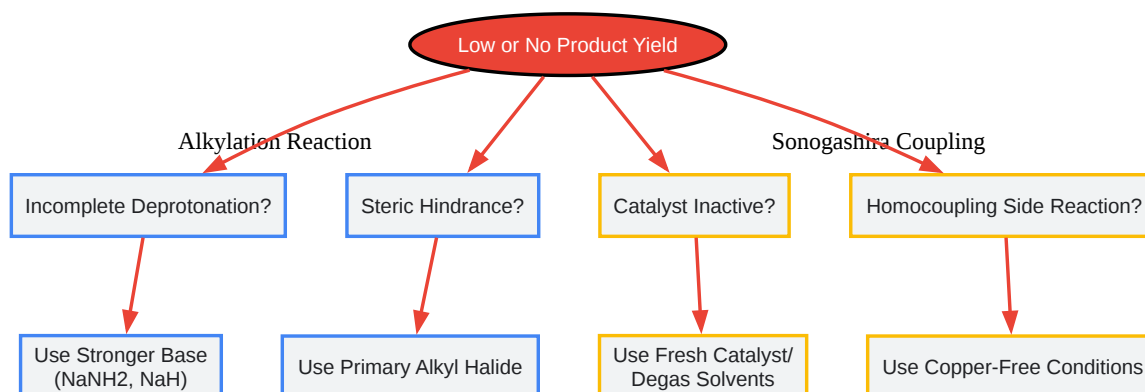 Low or No Product Yield
Alkylation Reaction
Sonogashira Coupling
Incomplete Deprotonation?
Steric Hindrance?
Catalyst Inactive?
Homocoupling Side Reaction?
Use Stronger Base
(NaNH2, NaH)
Use Primary Alkyl Halide
Use Fresh Catalyst/
Degas Solvents
Use Copper-Free Conditions